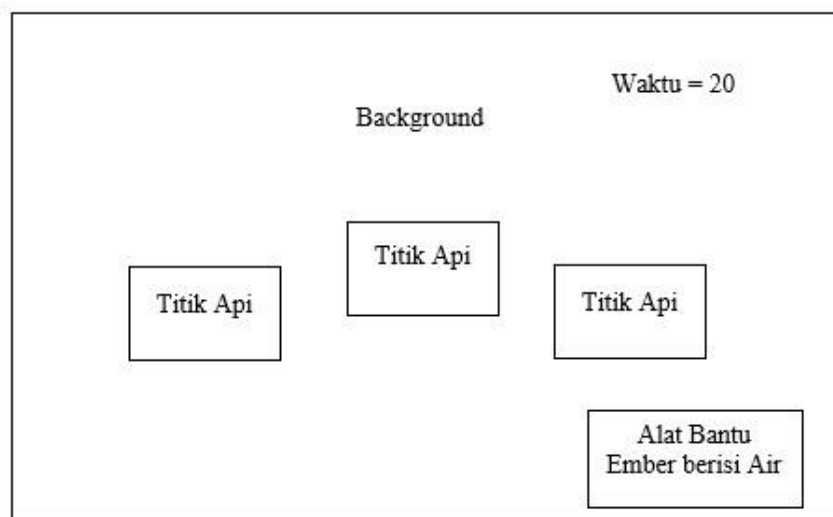 Waktu = 20
Background
Titik Api
Titik Api
Titik Api
Alat Bantu
Ember berisi Air